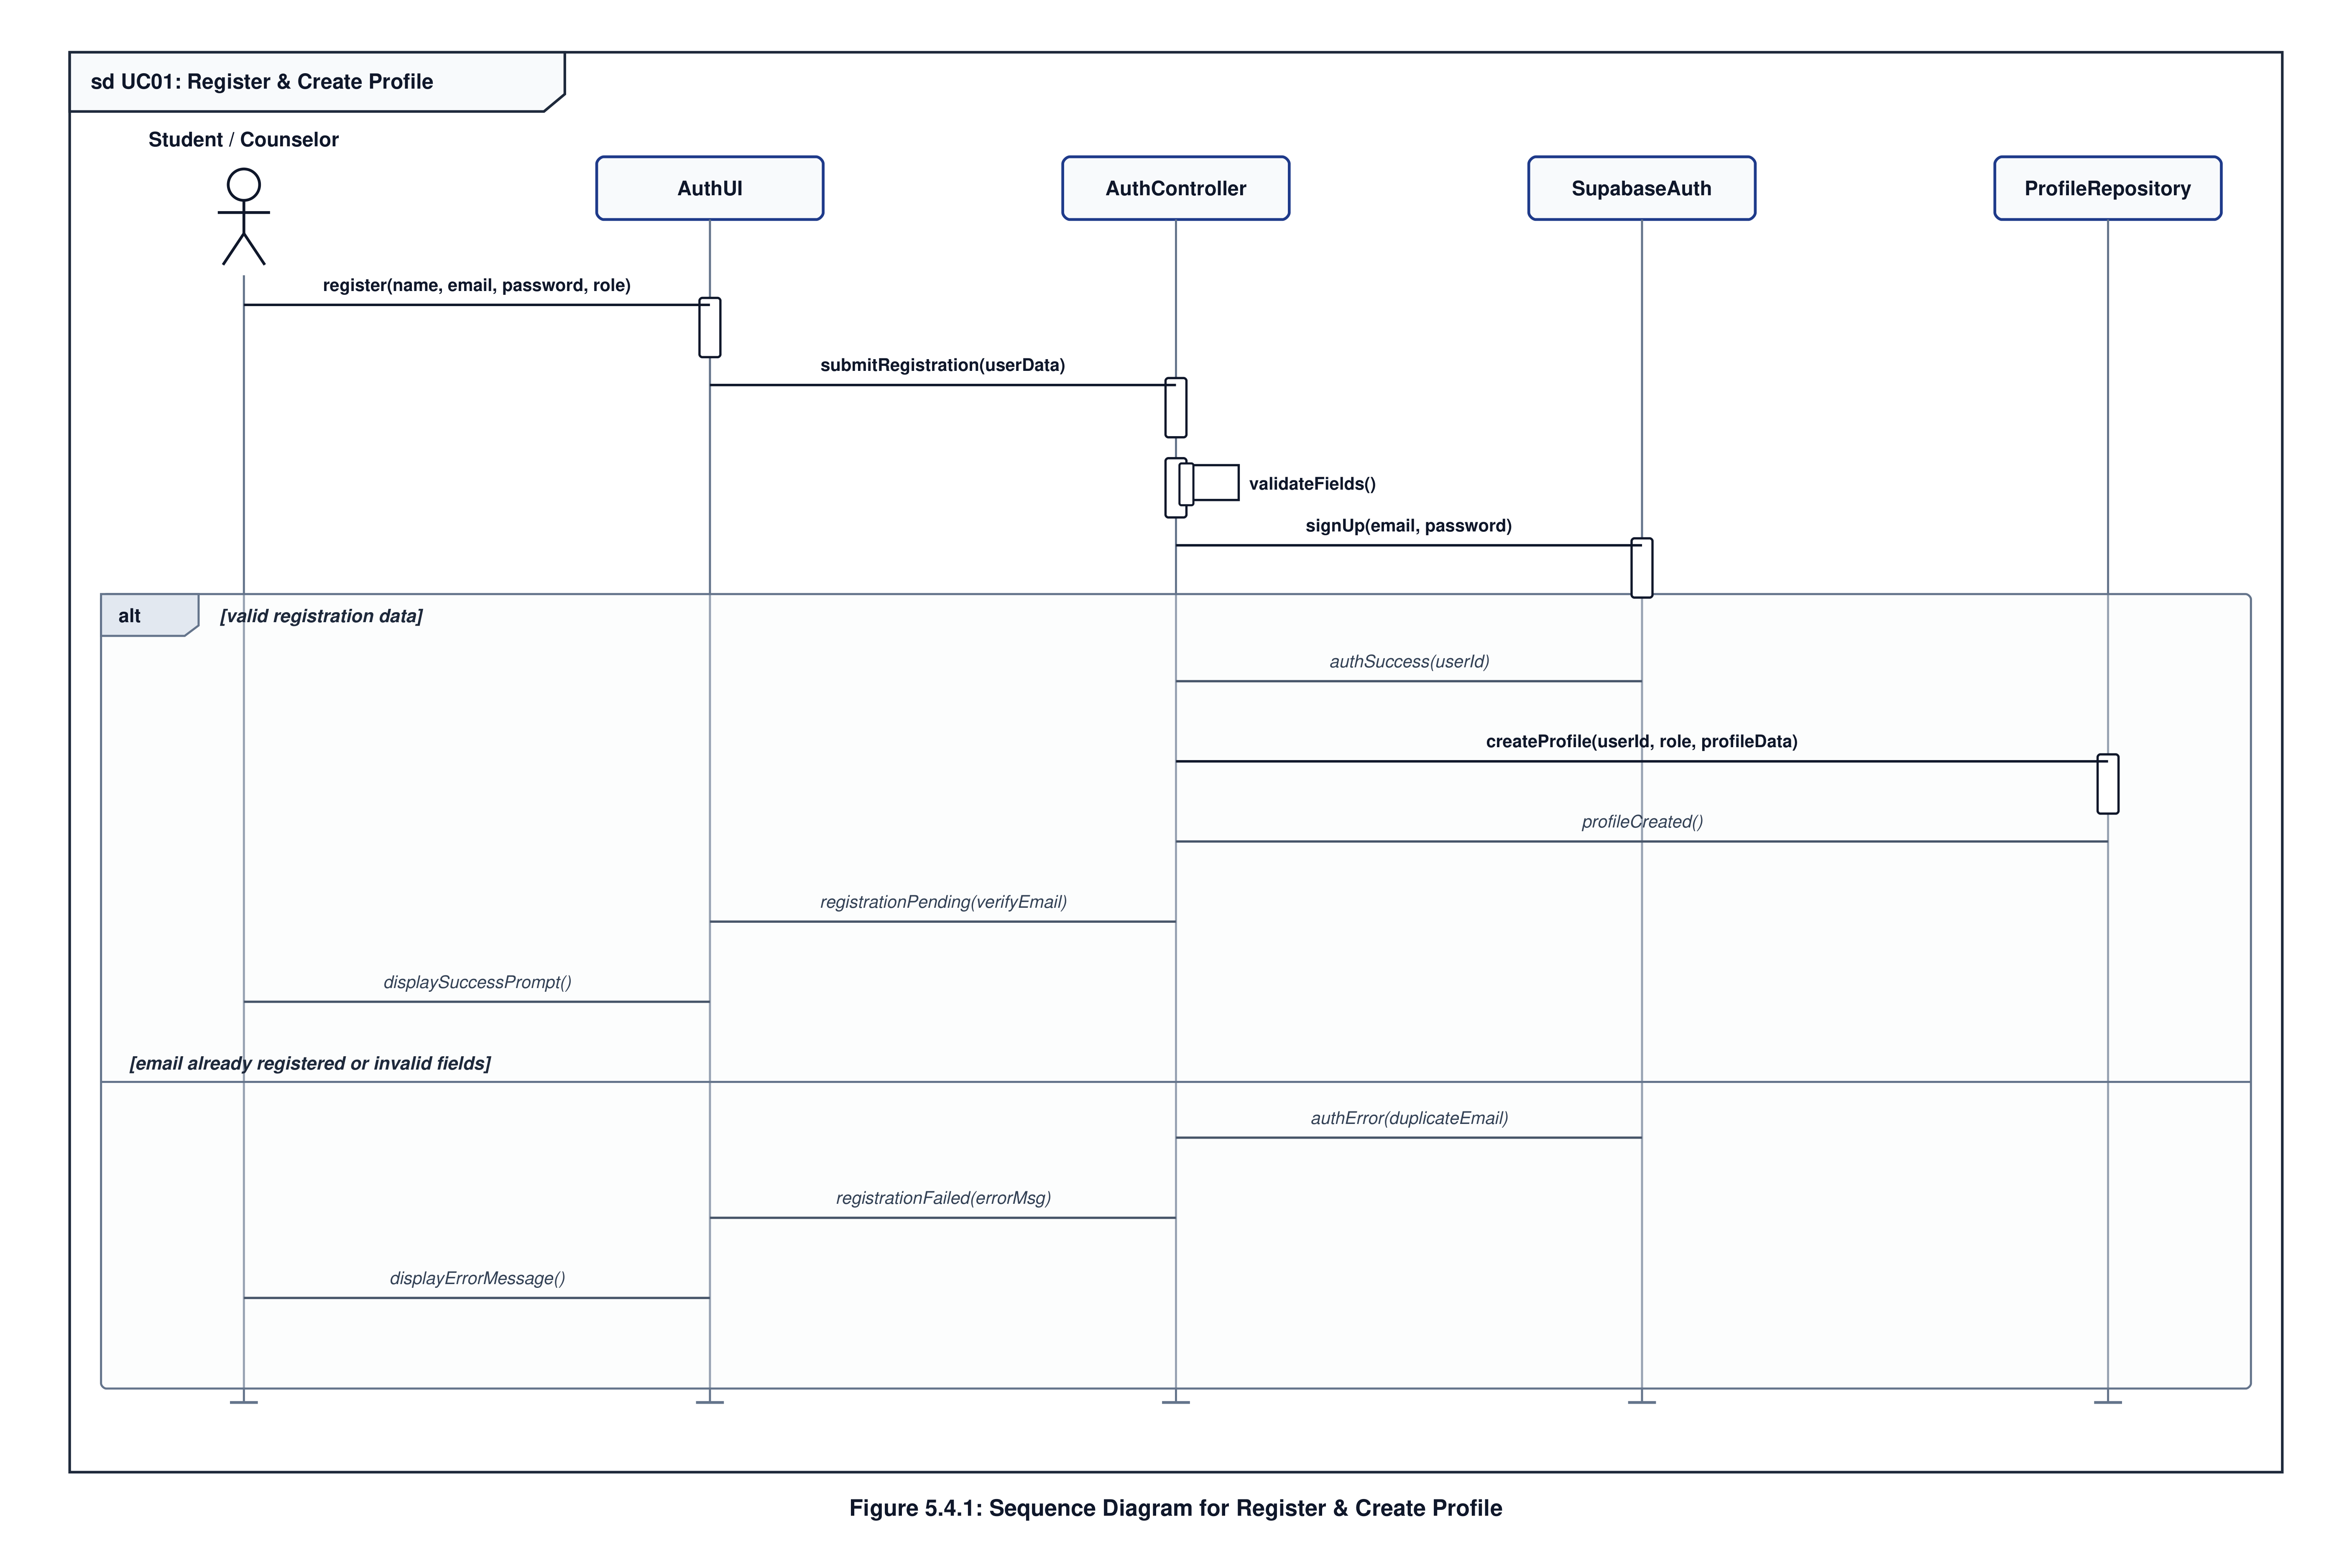 sd UC01: Register & Create Profile
Student / Counselor
AuthUI
AuthController
SupabaseAuth
ProfileRepository
register(name, email, password, role)
submitRegistration(userData)
validateFields()
signUp(email, password)
alt
[valid registration data]
authSuccess(userId)
createProfile(userId, role, profileData)
profileCreated()
registrationPending(verifyEmail)
displaySuccessPrompt()
[email already registered or invalid fields]
authError(duplicateEmail)
registrationFailed(errorMsg)
displayErrorMessage()
Figure 5.4.1: Sequence Diagram for Register & Create Profile